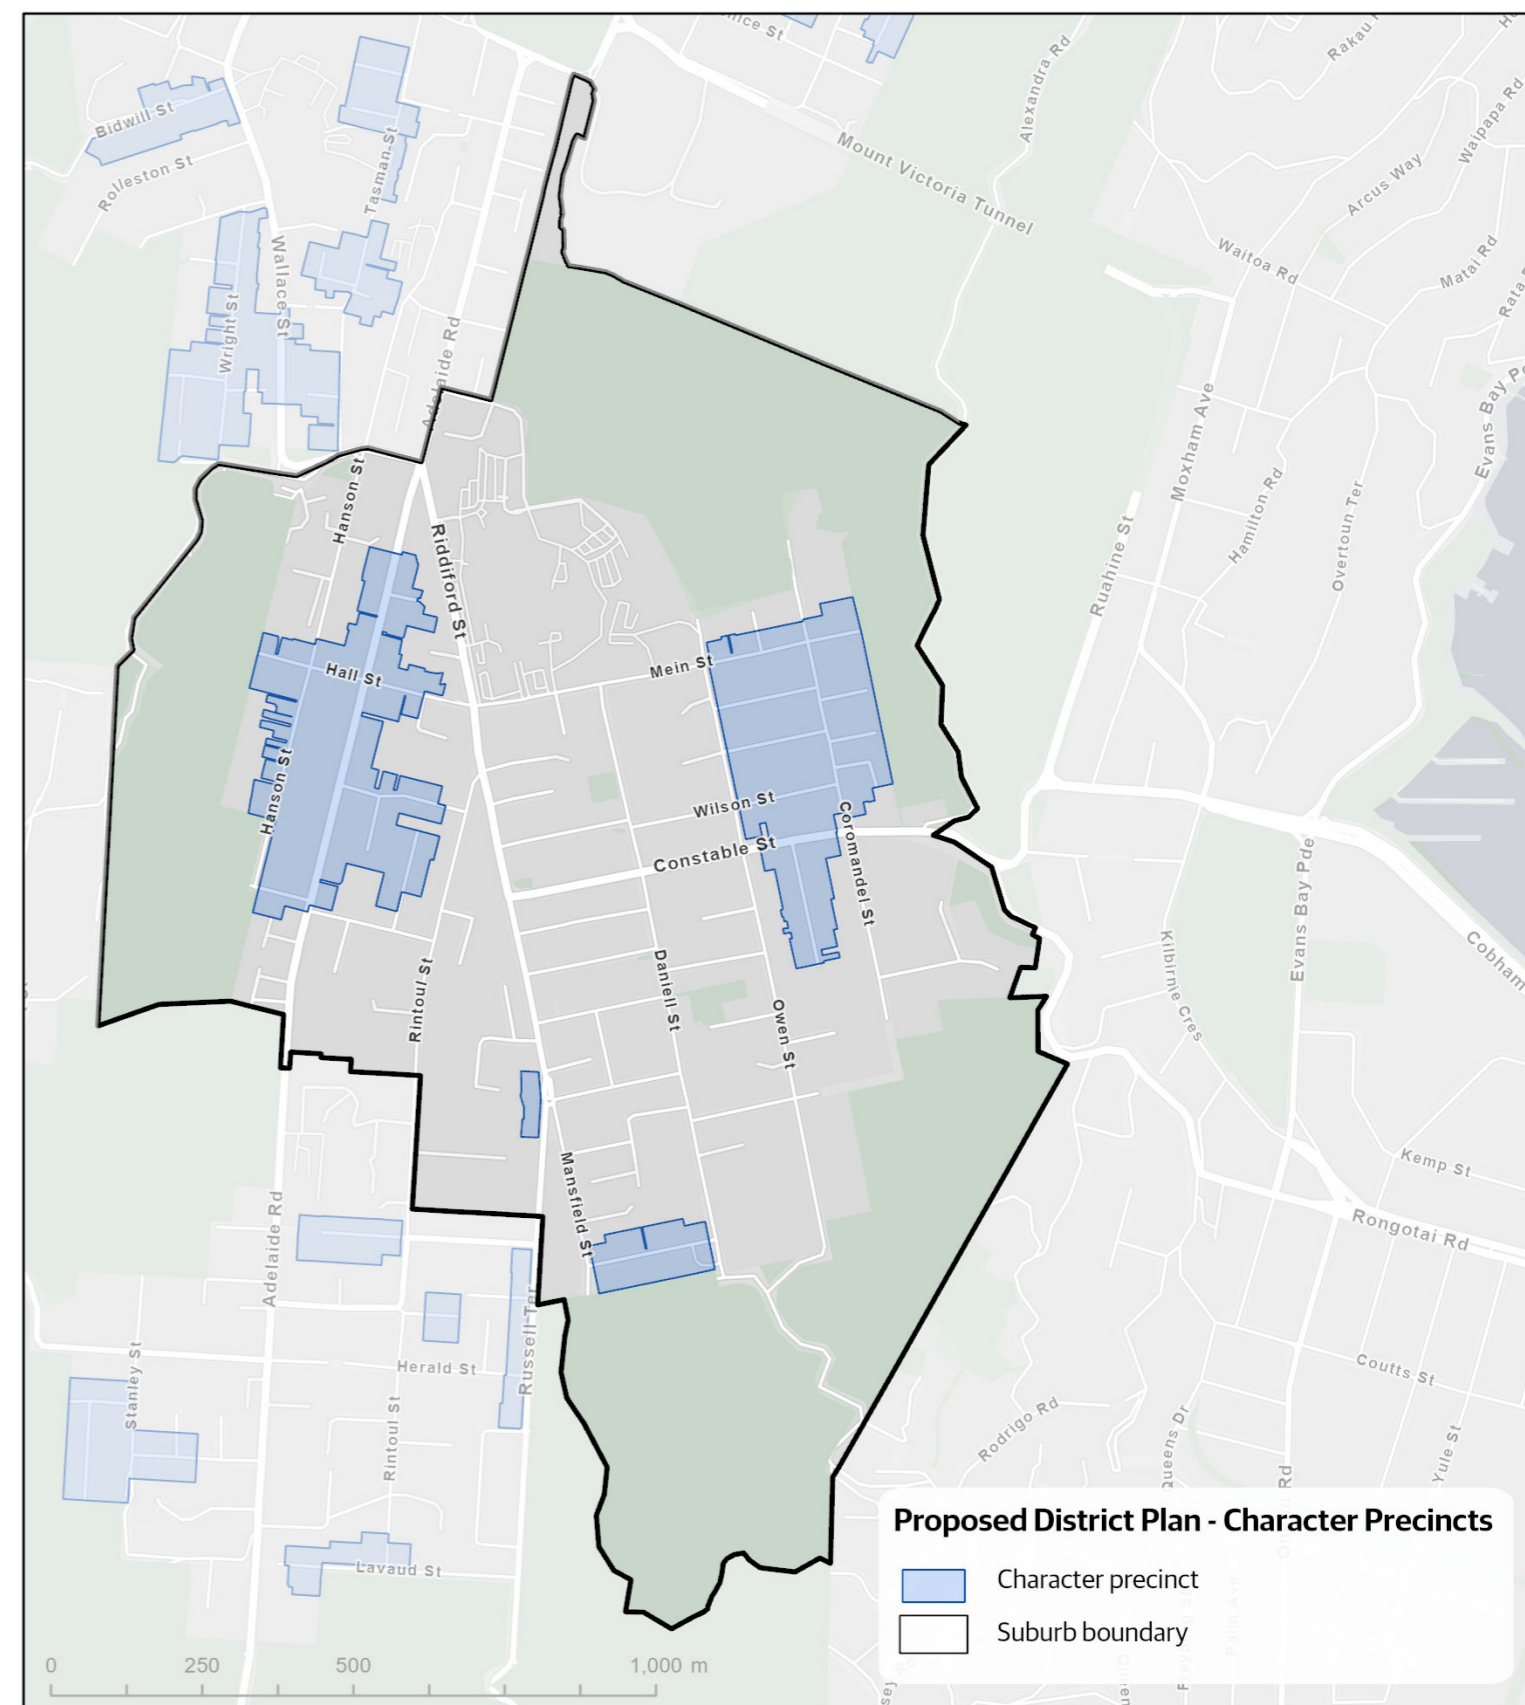 Bidwill St
Rolleston St
Tasman St
Wallace St
Wright St
Adelaide Rd
Mount Victoria Tunnel
Alexandra Rd
Rakau
Waipapa Rd
Arcus Way
Waitoa Rd
Matai Rd
Evans Bay
Moxham Ave
Hamilton Rd
Overtoun Ter
Ruahine St
Hanson St
Riddiford St
Hall St
Mein St
Hanson St
Wilson St
Constable St
Coromandel St
Rintoul St
Daniell St
Owen St
Mansfield St
Kilbirnie Cres
Evans Bay Pde
Cobham
Kemp St
Rongotai Rd
Coutts St
Yule St
Rodrigo Rd
Queens Dr
Adelaide Rd
Russell Ter
Herald St
Stanley St
Rintoul St
Lavaud St
Proposed District Plan - Character Precincts
Character precinct
Suburb boundary
0 250 500 1,000 m